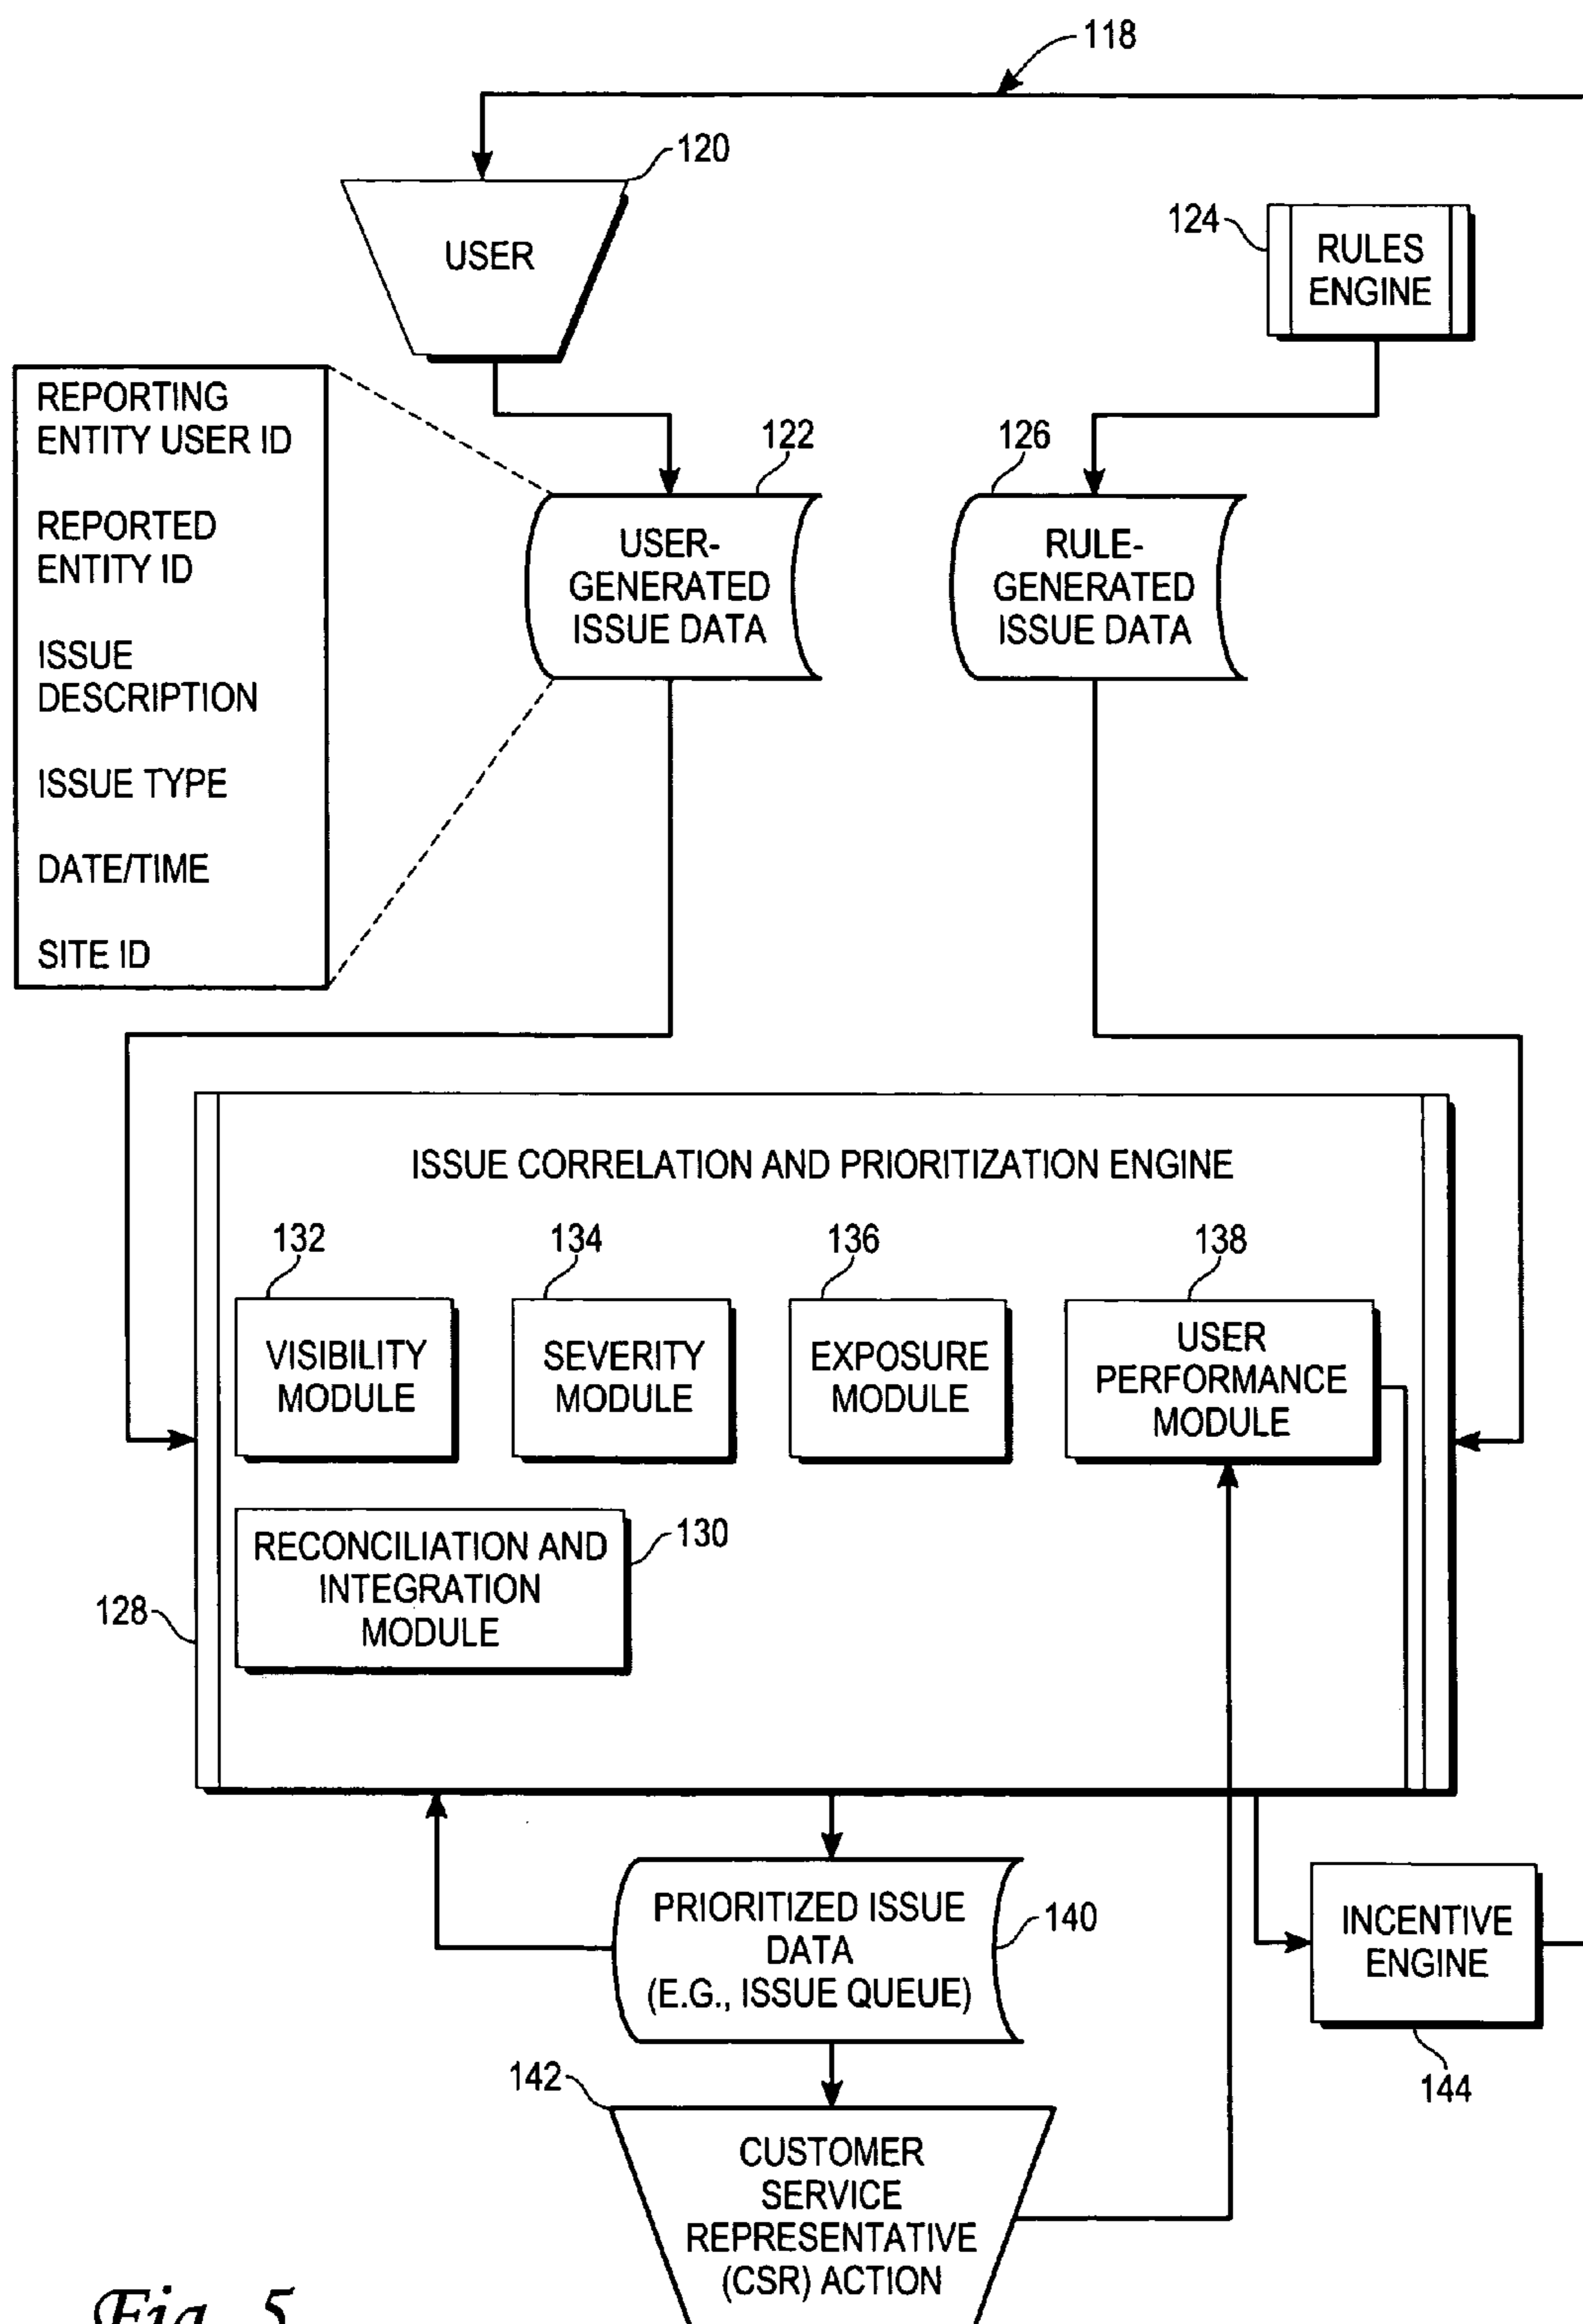 118
120
USER
124
RULES
ENGINE
REPORTING
ENTITY USER ID
REPORTED
ENTITY ID
ISSUE
DESCRIPTION
ISSUE TYPE
DATE/TIME
SITE ID
122
USER-
GENERATED
ISSUE DATA
126
RULE-
GENERATED
ISSUE DATA
ISSUE CORRELATION AND PRIORITIZATION ENGINE
132
VISIBILITY
MODULE
134
SEVERITY
MODULE
136
EXPOSURE
MODULE
138
USER
PERFORMANCE
MODULE
RECONCILIATION AND
INTEGRATION
MODULE
130
128
PRIORITIZED ISSUE
DATA
(E.G., ISSUE QUEUE)
140
INCENTIVE
ENGINE
144
142
CUSTOMER
SERVICE
REPRESENTATIVE
(CSR) ACTION
Fig. 5